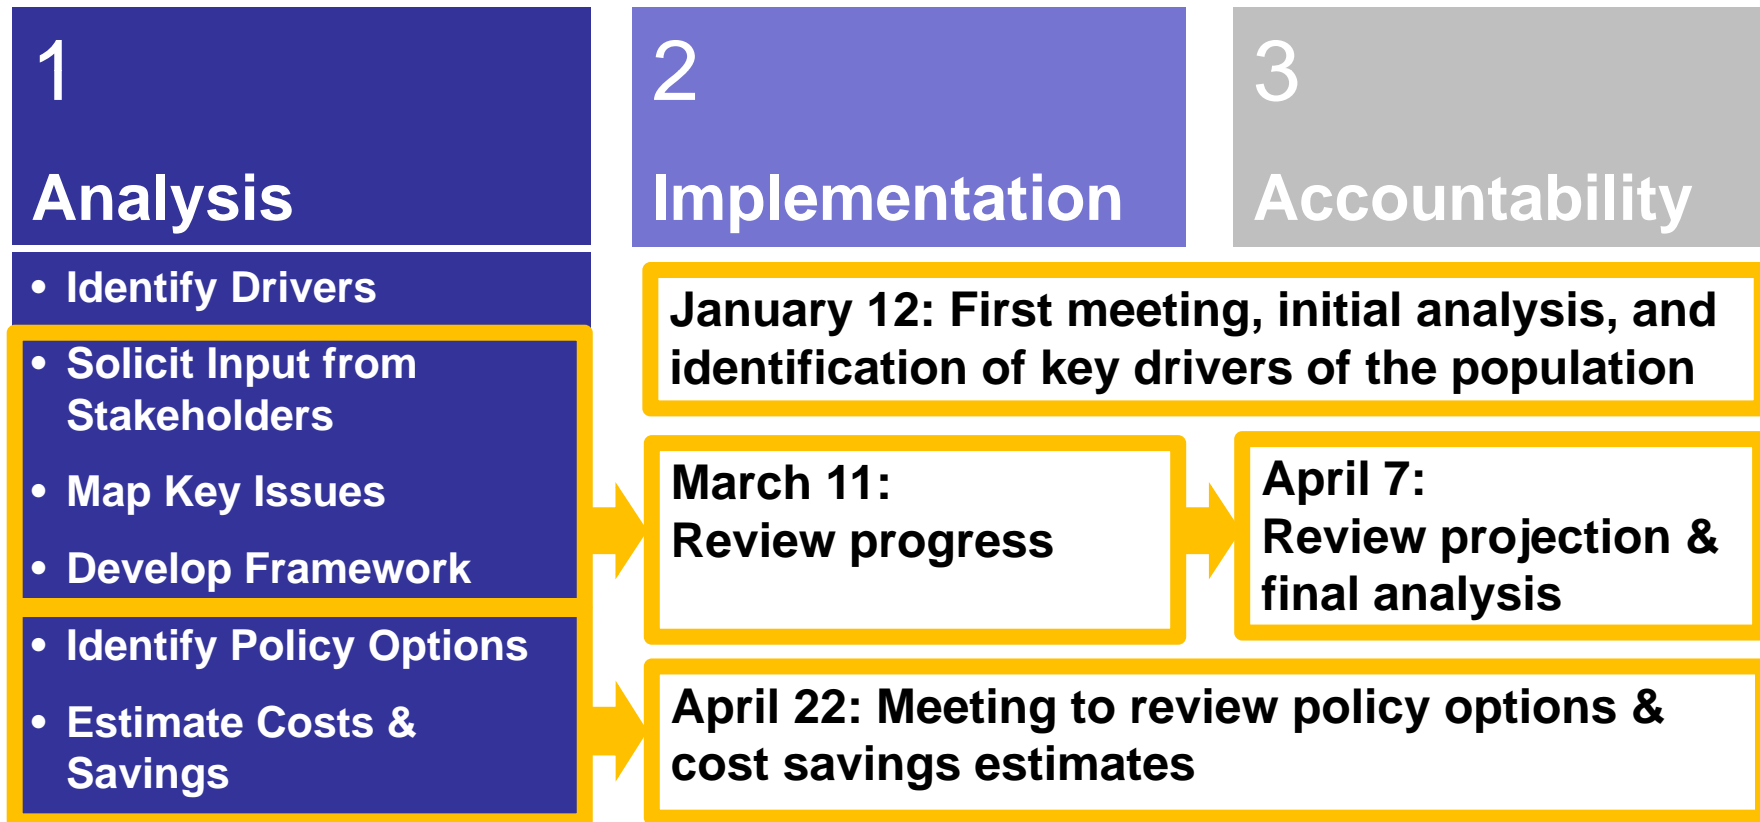 1
Analysis
2
Implementation
3
Accountability
• Identify Drivers
• Solicit Input from
Stakeholders
• Map Key Issues
• Develop Framework
• Identify Policy Options
• Estimate Costs &
Savings
January 12: First meeting, initial analysis, and
identification of key drivers of the population
March 11:
Review progress
April 7:
Review projection &
final analysis
April 22: Meeting to review policy options &
cost savings estimates